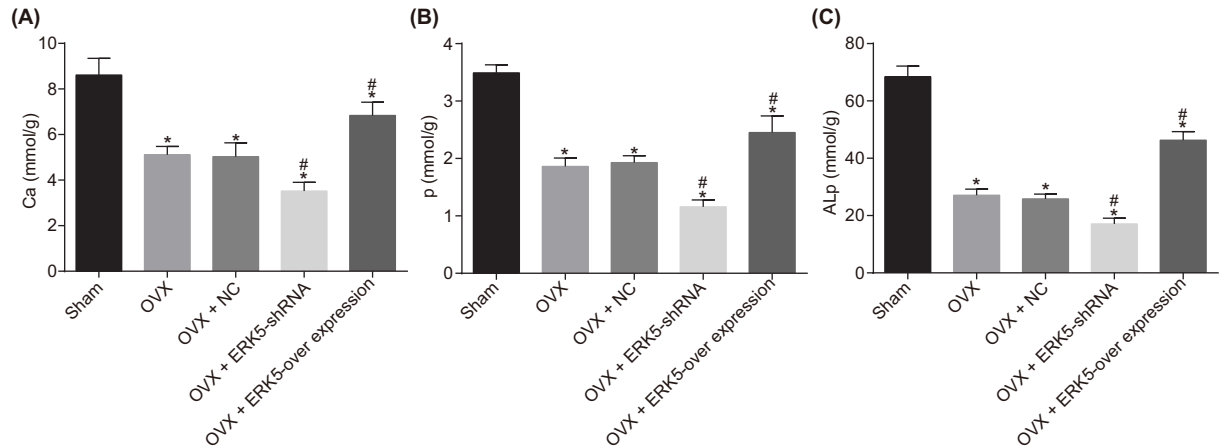 (A)
Ca (mmol/g)
10
8
6
4
2
0
*
*
#
*
#
*
Sham
OVX
OVX + NC
OVX + ERK5-shRNA
OVX + ERK5-over expression
(B)
p (mmol/g)
4
3
2
1
0
*
*
#
*
#
*
Sham
OVX
OVX + NC
OVX + ERK5-shRNA
OVX + ERK5-over expression
(C)
ALp (mmol/g)
80
60
40
20
0
*
*
#
*
#
*
Sham
OVX
OVX + NC
OVX + ERK5-shRNA
OVX + ERK5-over expression